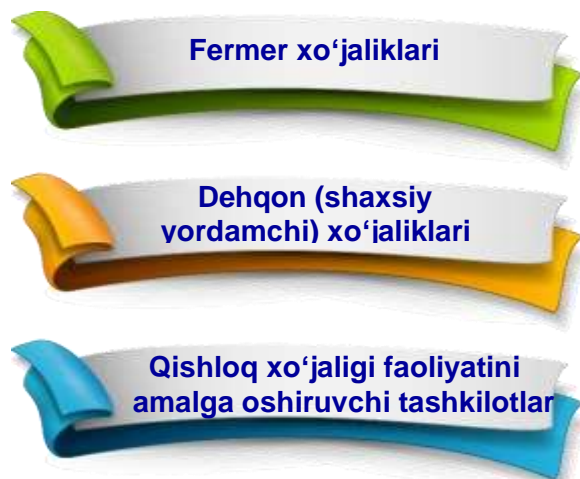 Fermer xo‘jaliklari
Dehqon (shaxsiy
yordamchi) xo‘jaliklari
Qishloq xo‘jaligi faoliyatini
amalga oshiruvchi tashkilotlar